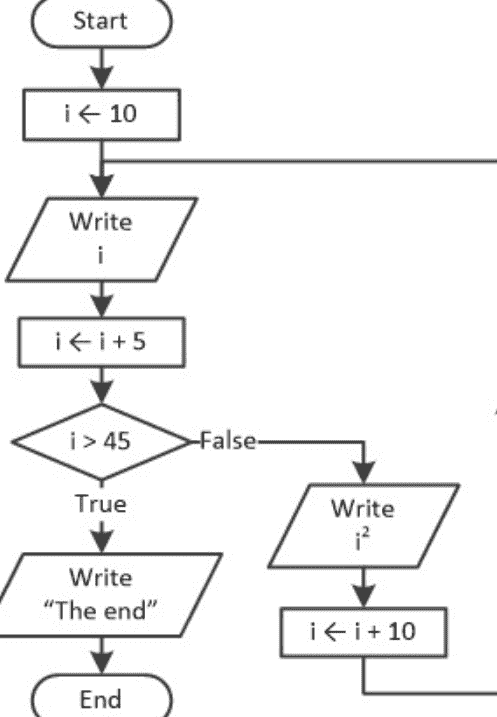 Start
i ← 10
Write
i
i ← i + 5
i > 45
False
True
Write
i²
Write
“The end”
i ← i + 10
End